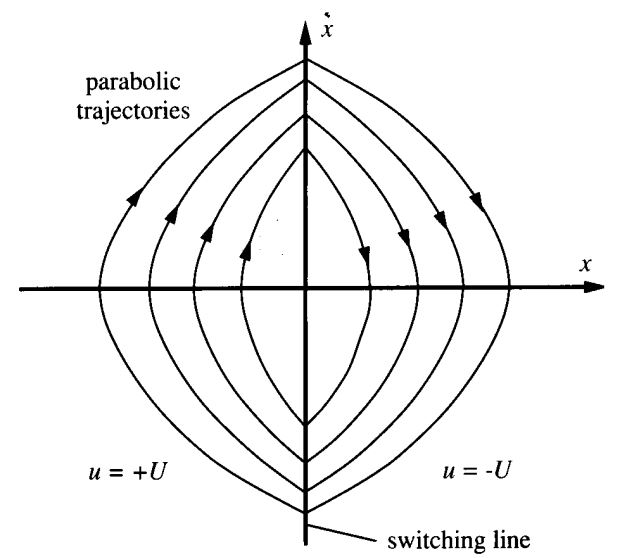 ẋ
parabolic
trajectories
x
u = +U
u = -U
switching line